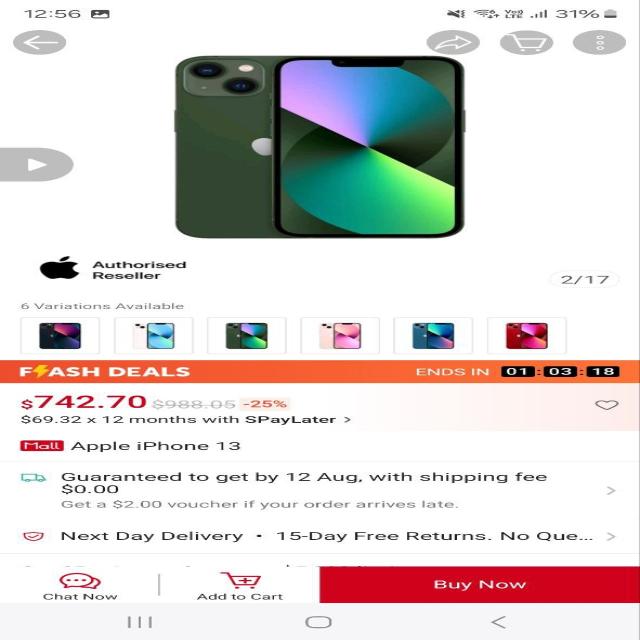 12:56
Vo))
LTE
31%
Authorised
Reseller
2/17
6 Variations Available
F⚡ASH DEALS ENDS IN 01:03:18
$742.70 $988.05 -25%
$69.32 x 12 months with SPayLater >
Mall Apple iPhone 13
Guaranteed to get by 12 Aug, with shipping fee
$0.00
Get a $2.00 voucher if your order arrives late.
Next Day Delivery • 15-Day Free Returns. No Que...
Chat Now
Add to Cart
Buy Now